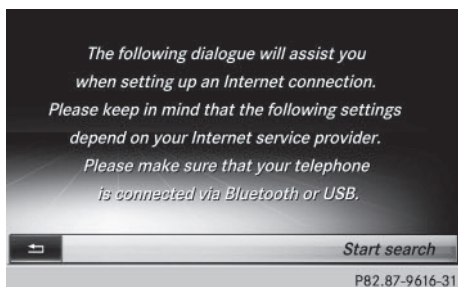 The following dialogue will assist you
when setting up an Internet connection.
Please keep in mind that the following settings
depend on your Internet service provider.
Please make sure that your telephone
is connected via Bluetooth or USB.
Start search
P82.87-9616-31